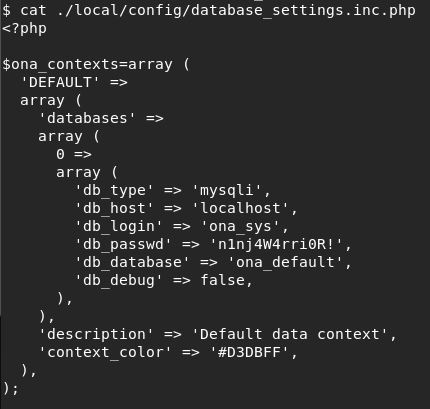 $ cat ./local/config/database_settings.inc.php
<?php

$ona_contexts=array (
  'DEFAULT' =>
  array (
    'databases' =>
    array (
      0 =>
      array (
        'db_type' => 'mysqli',
        'db_host' => 'localhost',
        'db_login' => 'ona_sys',
        'db_passwd' => 'n1nj4W4rri0R!',
        'db_database' => 'ona_default',
        'db_debug' => false,
      ),
    ),
    'description' => 'Default data context',
    'context_color' => '#D3DBFF',
  ),
);